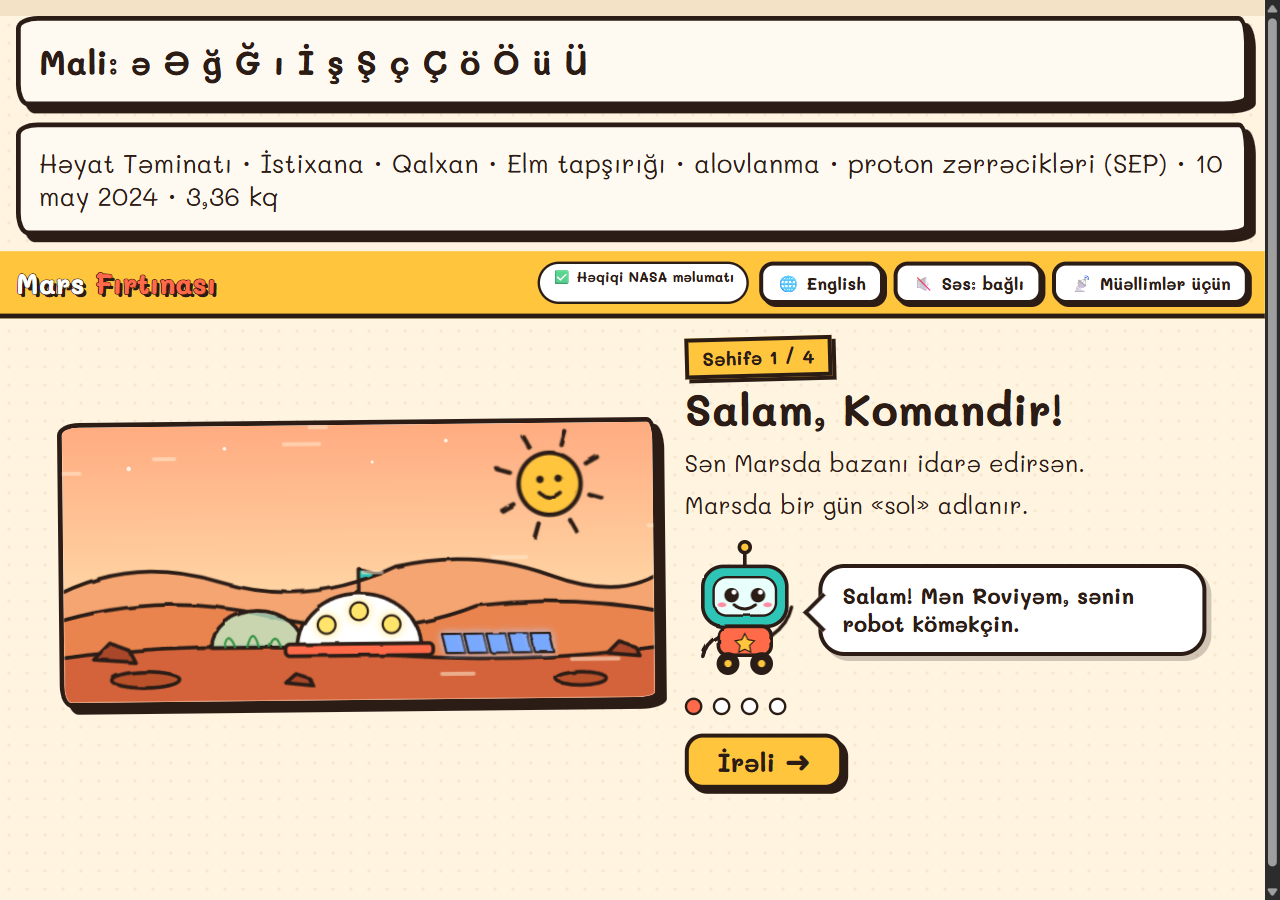 Mali: ə Ə ğ Ğ ı İ ş Ş ç Ç ö Ö ü Ü
Həyat Təminatı • İstixana • Qalxan • Elm tapşırığı • alovlanma • proton zərrəcikləri (SEP) • 10
may 2024 • 3,36 kq
Mars Fırtınası
Həqiqi NASA məlumatı
English
Səs: bağlı
Müəllimlər üçün
Səhifə 1 / 4
Salam, Komandir!
Sən Marsda bazanı idarə edirsən.
Marsda bir gün «sol» adlanır.
Salam! Mən Roviyəm, sənin
robot köməkçin.
İrəli →